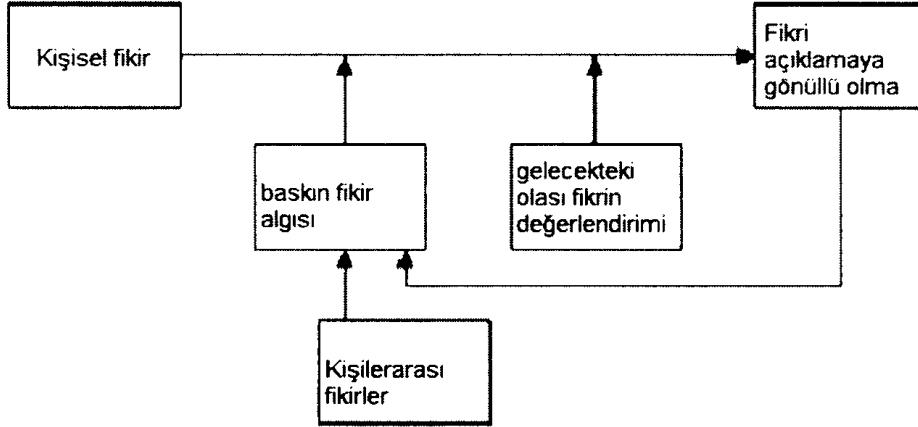 Kişisel fikir
Fikri
açıklamaya
gönüllü olma
baskın fikir
algısı
gelecekteki
olası fikrin
değerlendirimi
Kişilerarası
fikirler